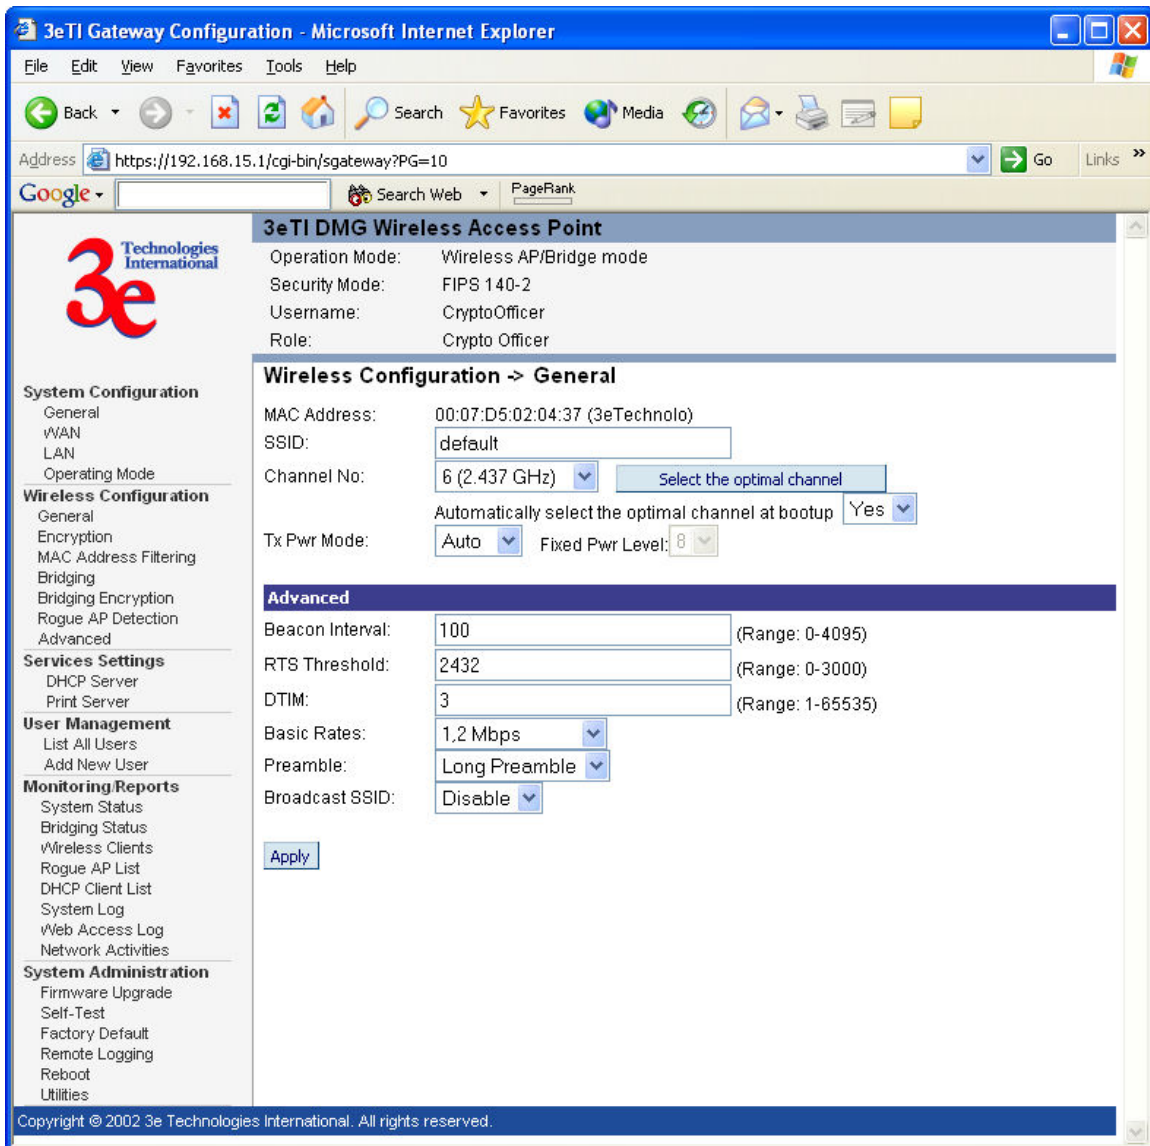 3eTI Gateway Configuration - Microsoft Internet Explorer
File Edit View Favorites Tools Help
Back Search Favorites Media
Address https://192.168.15.1/cgi-bin/sgateway?PG=10 Go Links »
Google Search Web PageRank
3e Technologies International
System Configuration
General
WAN
LAN
Operating Mode
Wireless Configuration
General
Encryption
MAC Address Filtering
Bridging
Bridging Encryption
Rogue AP Detection
Advanced
Services Settings
DHCP Server
Print Server
User Management
List All Users
Add New User
Monitoring/Reports
System Status
Bridging Status
Wireless Clients
Rogue AP List
DHCP Client List
System Log
Web Access Log
Network Activities
System Administration
Firmware Upgrade
Self-Test
Factory Default
Remote Logging
Reboot
Utilities
3eTI DMG Wireless Access Point
Operation Mode: Wireless AP/Bridge mode
Security Mode: FIPS 140-2
Username: CryptoOfficer
Role: Crypto Officer
Wireless Configuration -> General
MAC Address: 00:07:D5:02:04:37 (3eTechnolo)
SSID: default
Channel No: 6 (2.437 GHz) Select the optimal channel
Automatically select the optimal channel at bootup Yes
Tx Pwr Mode: Auto Fixed Pwr Level: 8
Advanced
Beacon Interval: 100 (Range: 0-4095)
RTS Threshold: 2432 (Range: 0-3000)
DTIM: 3 (Range: 1-65535)
Basic Rates: 1,2 Mbps
Preamble: Long Preamble
Broadcast SSID: Disable
Apply
Copyright © 2002 3e Technologies International. All rights reserved.